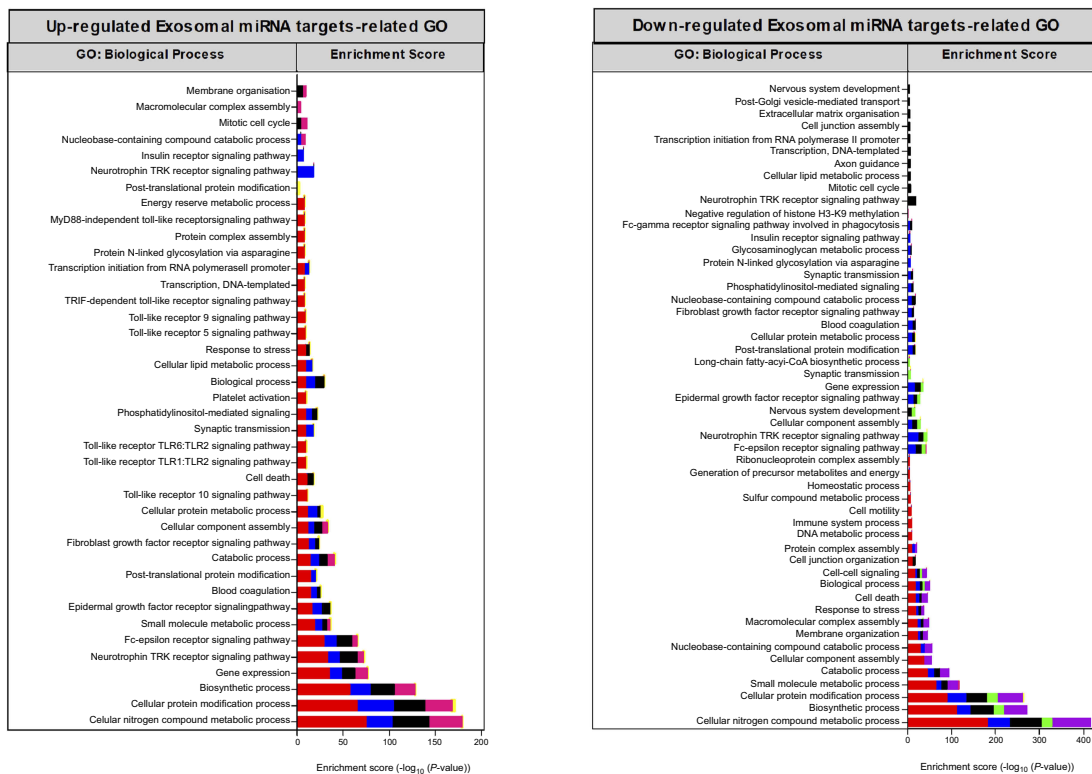 Up-regulated Exosomal miRNA targets-related GO
GO: Biological Process
Enrichment Score
Membrane organisation
Macromolecular complex assembly
Mitotic cell cycle
Nucleobase-containing compound catabolic process
Insulin receptor signaling pathway
Neurotrophin TRK receptor signaling pathway
Post-translational protein modification
Energy reserve metabolic process
MyD88-independent toll-like receptorsignaling pathway
Protein complex assembly
Protein N-linked glycosylation via asparagine
Transcription initiation from RNA polymeraseII promoter
Transcription, DNA-templated
TRIF-dependent toll-like receptor signaling pathway
Toll-like receptor 9 signaling pathway
Toll-like receptor 5 signaling pathway
Response to stress
Cellular lipid metabolic process
Biological process
Platelet activation
Phosphatidylinositol-mediated signaling
Synaptic transmission
Toll-like receptor TLR6:TLR2 signaling pathway
Toll-like receptor TLR1:TLR2 signaling pathway
Cell death
Toll-like receptor 10 signaling pathway
Cellular protein metabolic process
Cellular component assembly
Fibroblast growth factor receptor signaling pathway
Catabolic process
Post-translational protein modification
Blood coagulation
Epidermal growth factor receptor signalingpathway
Small molecule metabolic process
Fc-epsilon receptor signaling pathway
Neurotrophin TRK receptor signaling pathway
Gene expression
Biosynthetic process
Cellular protein modification process
Celular nitrogen compound metabolic process
0 50 100 150 200
Enrichment score (-log10 (P-value))
Down-regulated Exosomal miRNA targets-related GO
GO: Biological Process
Enrichment Score
Nervous system development
Post-Golgi vesicle-mediated transport
Extracellular matrix organisation
Cell junction assembly
Transcription initiation from RNA polymerase II promoter
Transcription, DNA-templated
Axon guidance
Cellular lipid metabolic process
Mitotic cell cycle
Neurotrophin TRK receptor signaling pathway
Negative regulation of histone H3-K9 methylation
Fc-gamma receptor signaling pathway involved in phagocytosis
Insulin receptor signaling pathway
Glycosaminoglycan metabolic process
Protein N-linked glycosylation via asparagine
Synaptic transmission
Phosphatidylinositol-mediated signaling
Nucleobase-containing compound catabolic process
Fibroblast growth factor receptor signaling pathway
Blood coagulation
Cellular protein metabolic process
Post-translational protein modification
Long-chain fatty-acyi-CoA biosynthetic process
Synaptic transmission
Gene expression
Epidermal growth factor receptor signaling pathway
Nervous system development
Cellular component assembly
Neurotrophin TRK receptor signaling pathway
Fc-epsilon receptor signaling pathway
Ribonucleoprotein complex assembly
Generation of precursor metabolites and energy
Homeostatic process
Sulfur compound metabolic process
Cell motility
Immune system process
DNA metabolic process
Protein complex assembly
Cell junction organization
Cell-cell signaling
Biological process
Cell death
Response to stress
Macromolecular complex assembly
Membrane organization
Nucleobase-containing compound catabolic process
Cellular component assembly
Catabolic process
Small molecule metabolic process
Cellular protein modification process
Biosynthetic process
Cellular nitrogen compound metabolic process
0 100 200 300 400
Enrichment score (-log10 (P-value))